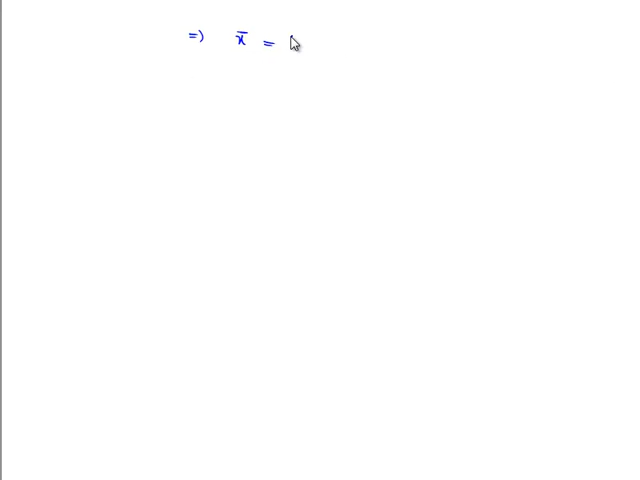 =) x̄ =